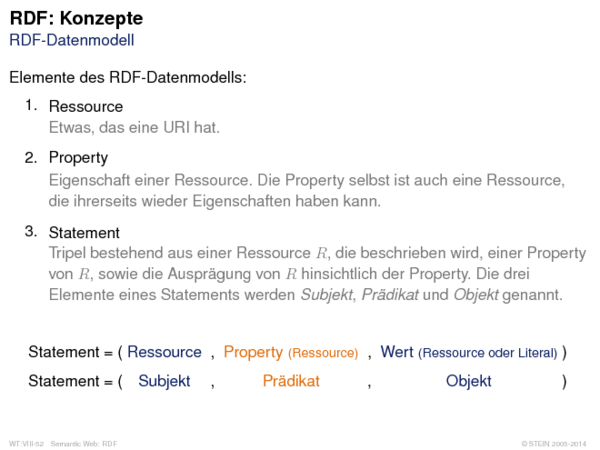 RDF: Konzepte
RDF-Datenmodell
Elemente des RDF-Datenmodells:
1. Ressource
Etwas, das eine URI hat.
2. Property
Eigenschaft einer Ressource. Die Property selbst ist auch eine Ressource,
die ihrerseits wieder Eigenschaften haben kann.
3. Statement
Tripel bestehend aus einer Ressource R, die beschrieben wird, einer Property
von R, sowie die Ausprägung von R hinsichtlich der Property. Die drei
Elemente eines Statements werden Subjekt, Prädikat und Objekt genannt.
Statement = ( Ressource , Property (Ressource) , Wert (Ressource oder Literal) )
Statement = ( Subjekt , Prädikat , Objekt )
WT:VIII-52 Semantic Web: RDF © STEIN 2005-2014